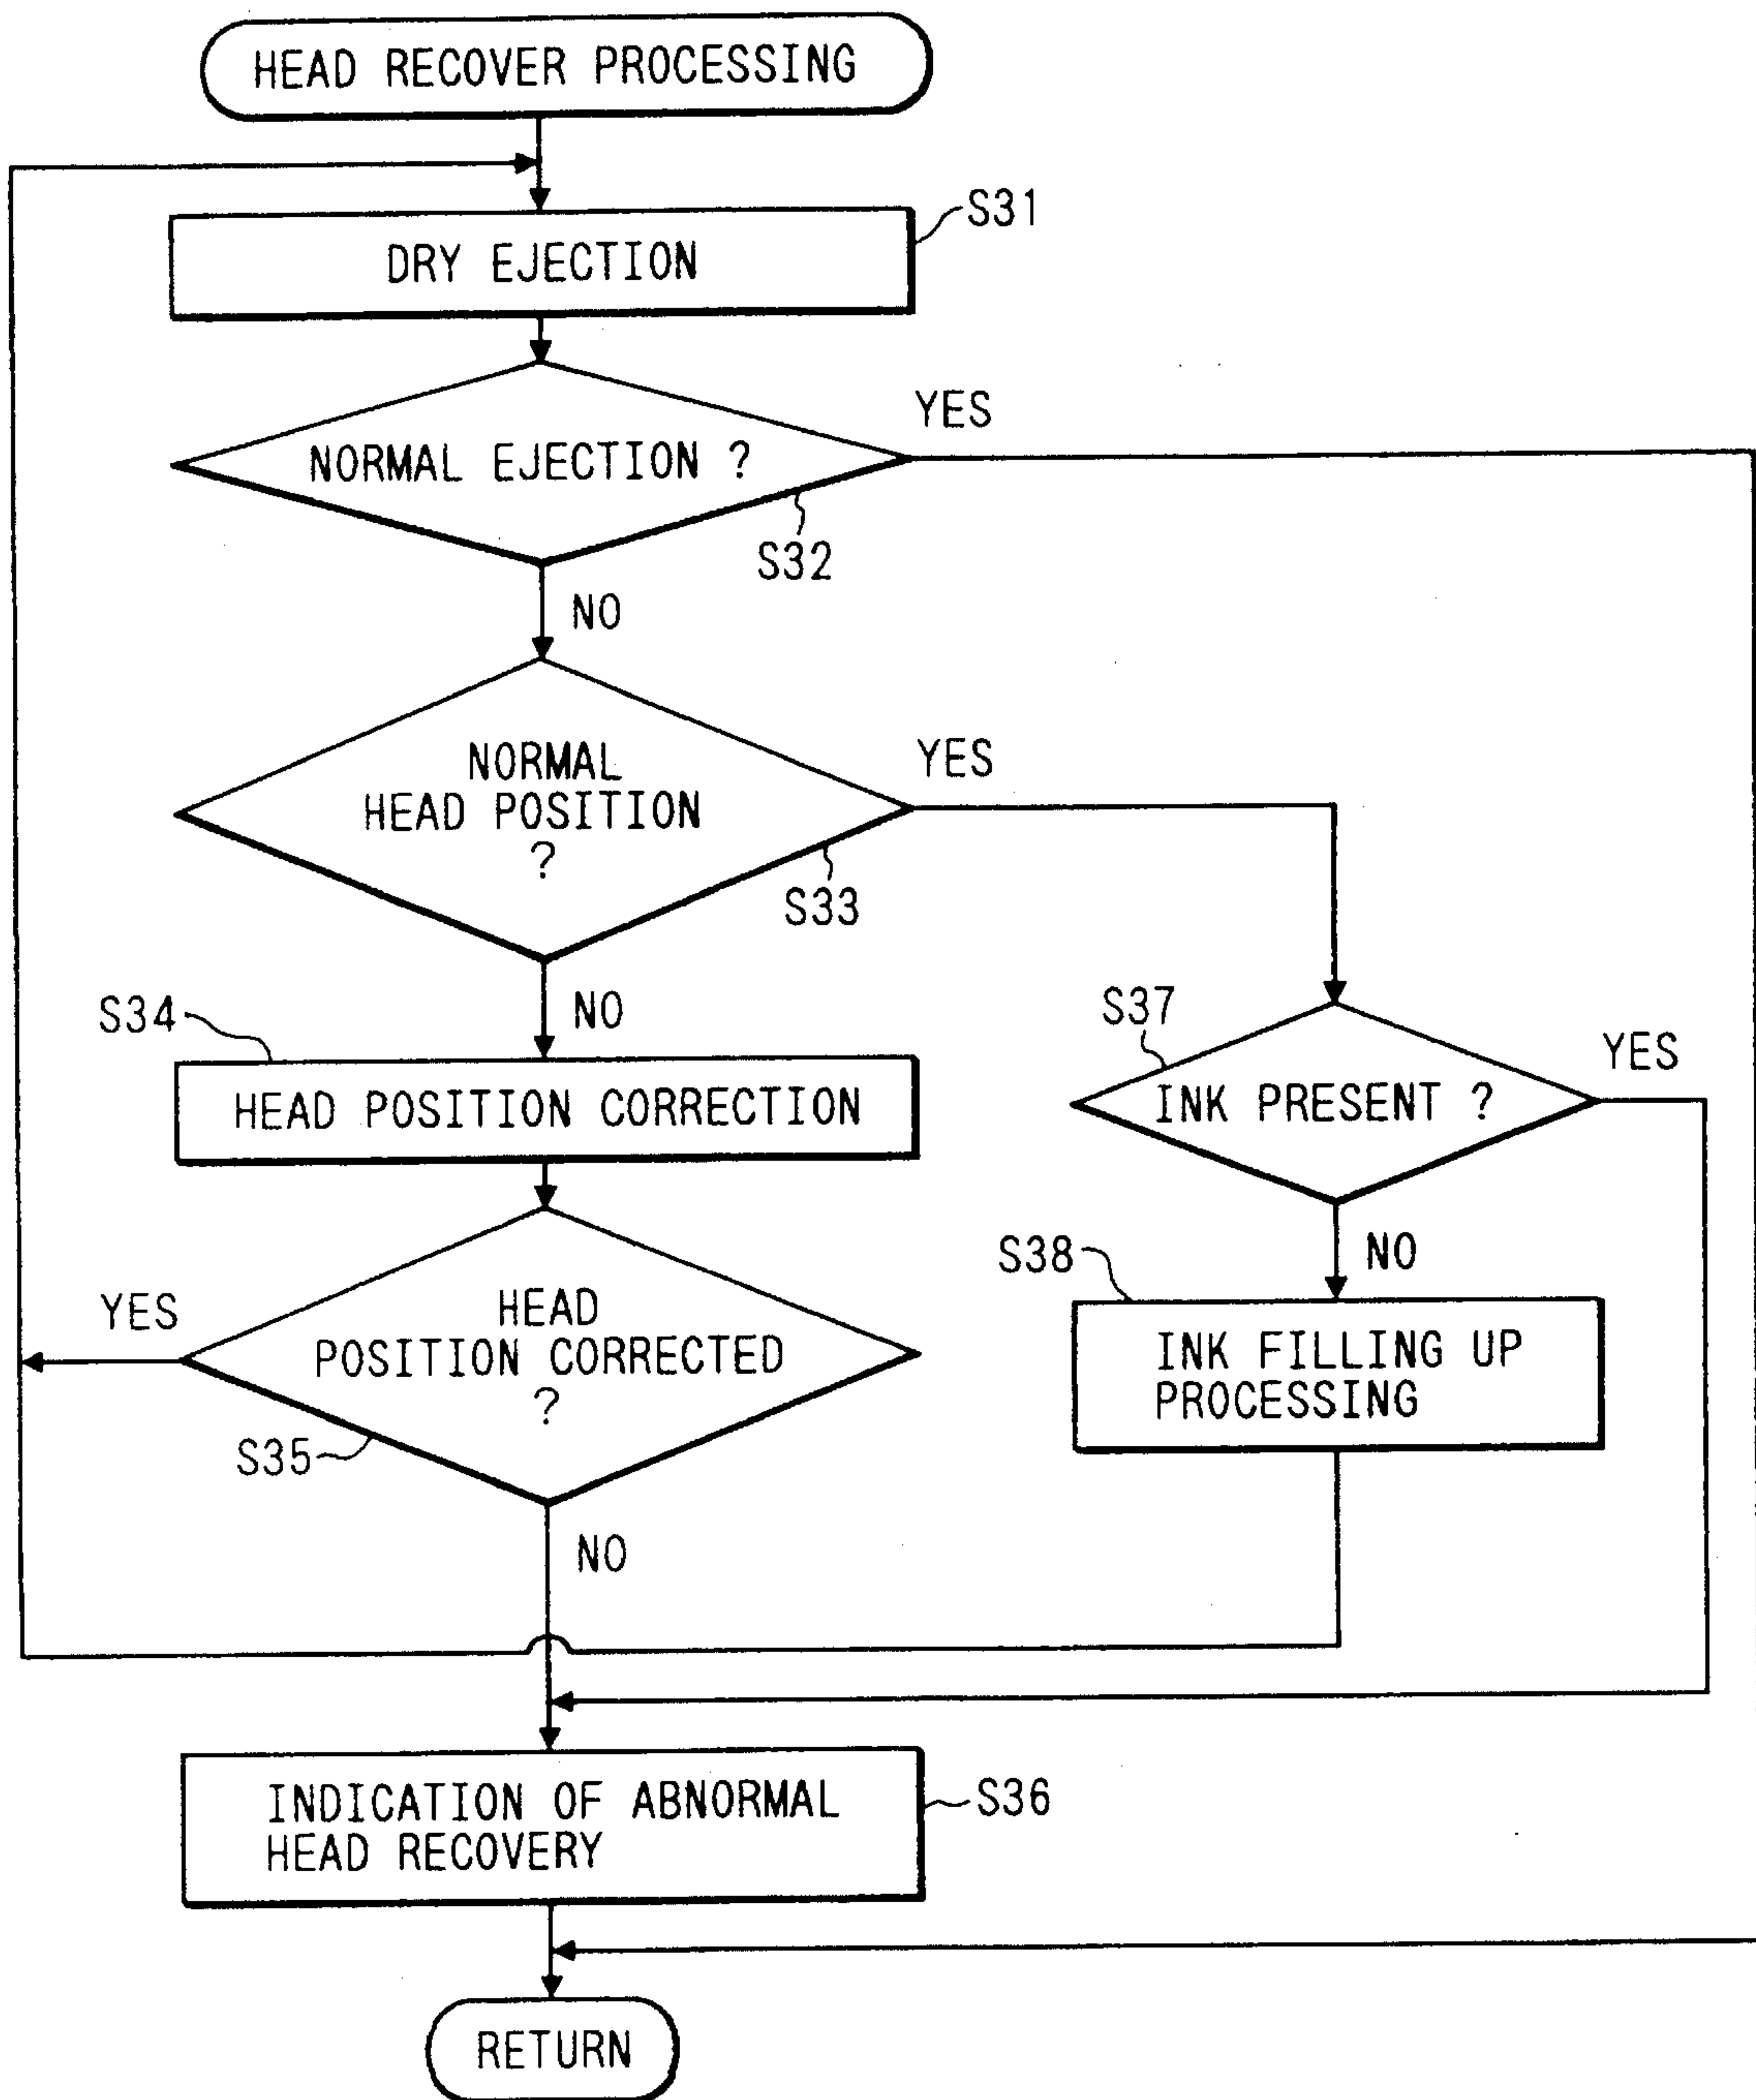 HEAD RECOVER PROCESSING
S31
DRY EJECTION
YES
NORMAL EJECTION ?
S32
NO
NORMAL
HEAD POSITION
?
YES
S33
NO
S34
HEAD POSITION CORRECTION
S37
YES
INK PRESENT ?
NO
S38
INK FILLING UP
PROCESSING
YES
HEAD
POSITION CORRECTED
?
S35
NO
INDICATION OF ABNORMAL
HEAD RECOVERY
S36
RETURN